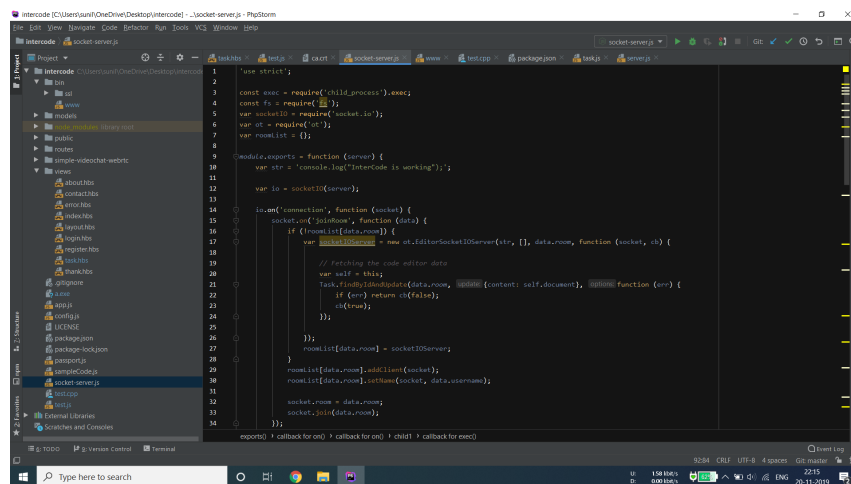 intercode [C:\Users\sunil\OneDrive\Desktop\intercode] - ...\socket-server.js - PhpStorm
File Edit View Navigate Code Refactor Run Tools VCS Window Help
intercode socket-server.js
socket-server.js
Git:
Project
task.hbs test.js ca.crt socket-server.js www test.cpp package.json task.js server.js
1: Project
intercode C:\Users\sunil\OneDrive\Desktop\intercode
bin
ssl
www
models
node_modules library root
public
routes
simple-videochat-webrtc
views
about.hbs
contact.hbs
error.hbs
index.hbs
layout.hbs
login.hbs
register.hbs
task.hbs
thank.hbs
.gitignore
a.exe
app.js
config.js
LICENSE
package.json
package-lock.json
passport.js
sampleCode.js
socket-server.js
test.cpp
test.js
External Libraries
Scratches and Consoles
Z: Structure
npm
2: Favorites
1 'use strict';
2
3 const exec = require('child_process').exec;
4 const fs = require('fs');
5 var socketIO = require('socket.io');
6 var ot = require('ot');
7 var roomList = {};
8
9 module.exports = function (server) {
10 var str = 'console.log("InterCode is working");';
11
12 var io = socketIO(server);
13
14 io.on('connection', function (socket) {
15 socket.on('joinRoom', function (data) {
16 if (!roomList[data.room]) {
17 var socketIOServer = new ot.EditorSocketIOServer(str, [], data.room, function (socket, cb) {
18
19 // Fetching the code editor data
20 var self = this;
21 Task.findByIdAndUpdate(data.room, update: {content: self.document}, options: function (err) {
22 if (err) return cb(false);
23 cb(true);
24 });
25
26 });
27 roomList[data.room] = socketIOServer;
28 }
29 roomList[data.room].addClient(socket);
30 roomList[data.room].setName(socket, data.username);
31
32 socket.room = data.room;
33 socket.join(data.room);
34 });
exports() › callback for on() › callback for on() › child1 › callback for exec()
6: TODO 9: Version Control Terminal Event Log
92:84 CRLF UTF-8 4 spaces Git: master
Type here to search
U: 1.58 kbit/s
D: 0.00 kbit/s
ENG
22:15
20-11-2019